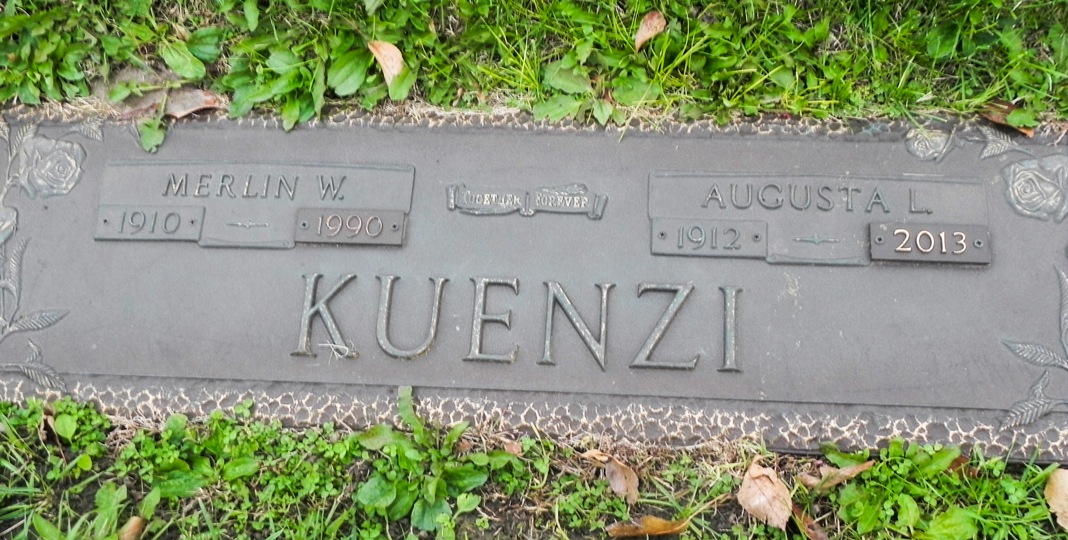 MERLIN W.
1910 - 1990
TOGETHER FOREVER
AUGUSTA L.
1912 - 2013
KUENZI